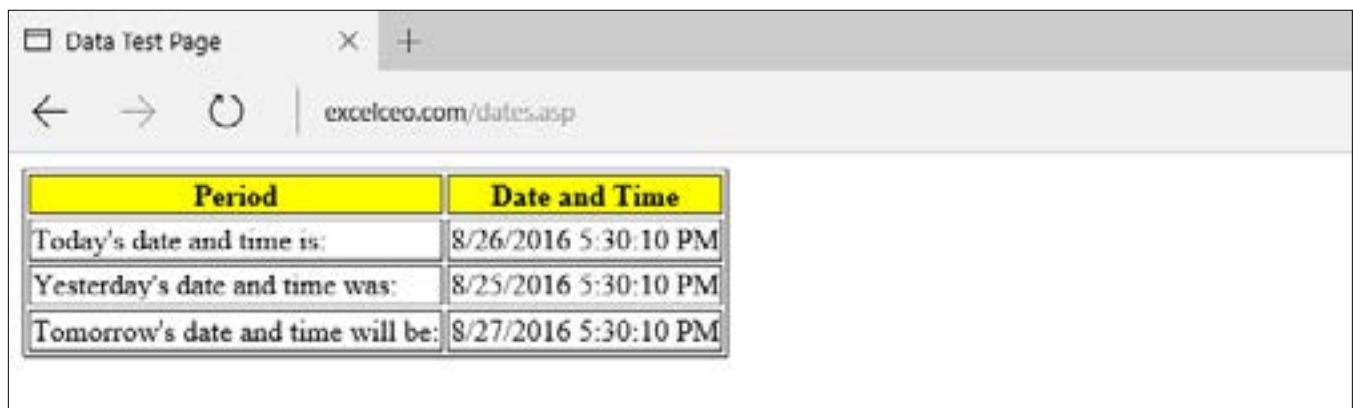 Data Test Page
excelceo.com/dates.asp
Period Date and Time
Today's date and time is: 8/26/2016 5:30:10 PM
Yesterday's date and time was: 8/25/2016 5:30:10 PM
Tomorrow's date and time will be: 8/27/2016 5:30:10 PM